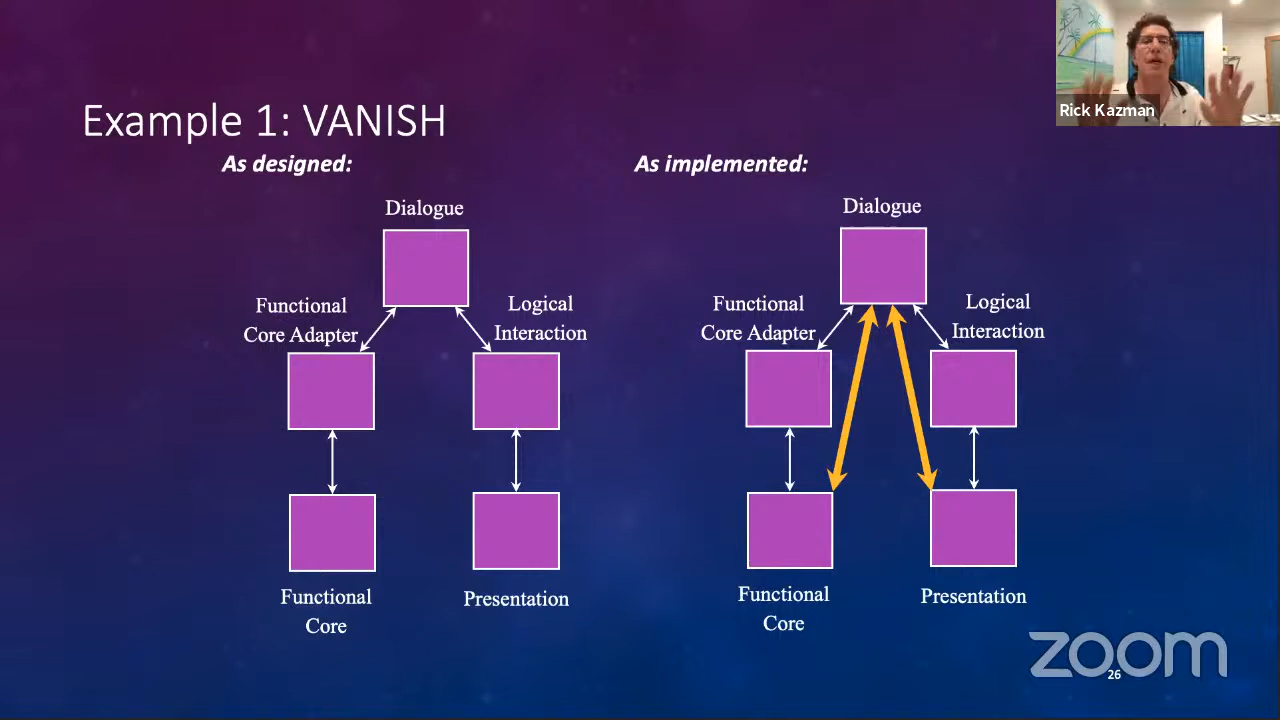 Rick Kazman
Example 1: VANISH
As designed:
Dialogue
Functional
Core Adapter
Logical
Interaction
Functional
Core
Presentation
As implemented:
Dialogue
Functional
Core Adapter
Logical
Interaction
Functional
Core
Presentation
zoom
26